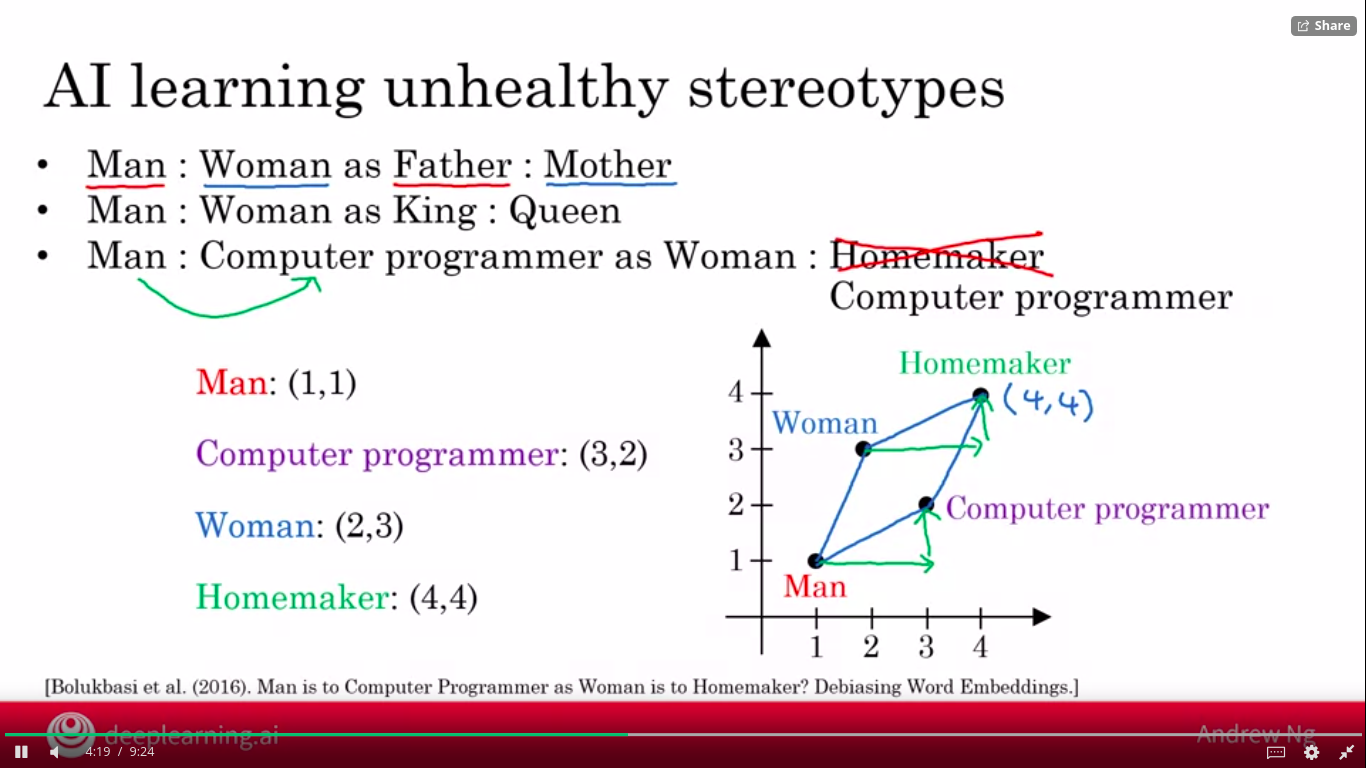 Share
AI learning unhealthy stereotypes
• Man : Woman as Father : Mother
• Man : Woman as King : Queen
• Man : Computer programmer as Woman : Homemaker
Computer programmer
Man: (1,1)
Computer programmer: (3,2)
Woman: (2,3)
Homemaker: (4,4)
Homemaker
4
(4,4)
Woman
3
2
Computer programmer
1
Man
1 2 3 4
[Bolukbasi et al. (2016). Man is to Computer Programmer as Woman is to Homemaker? Debiasing Word Embeddings.]
deeplearning.ai
Andrew Ng
4:19 / 9:24